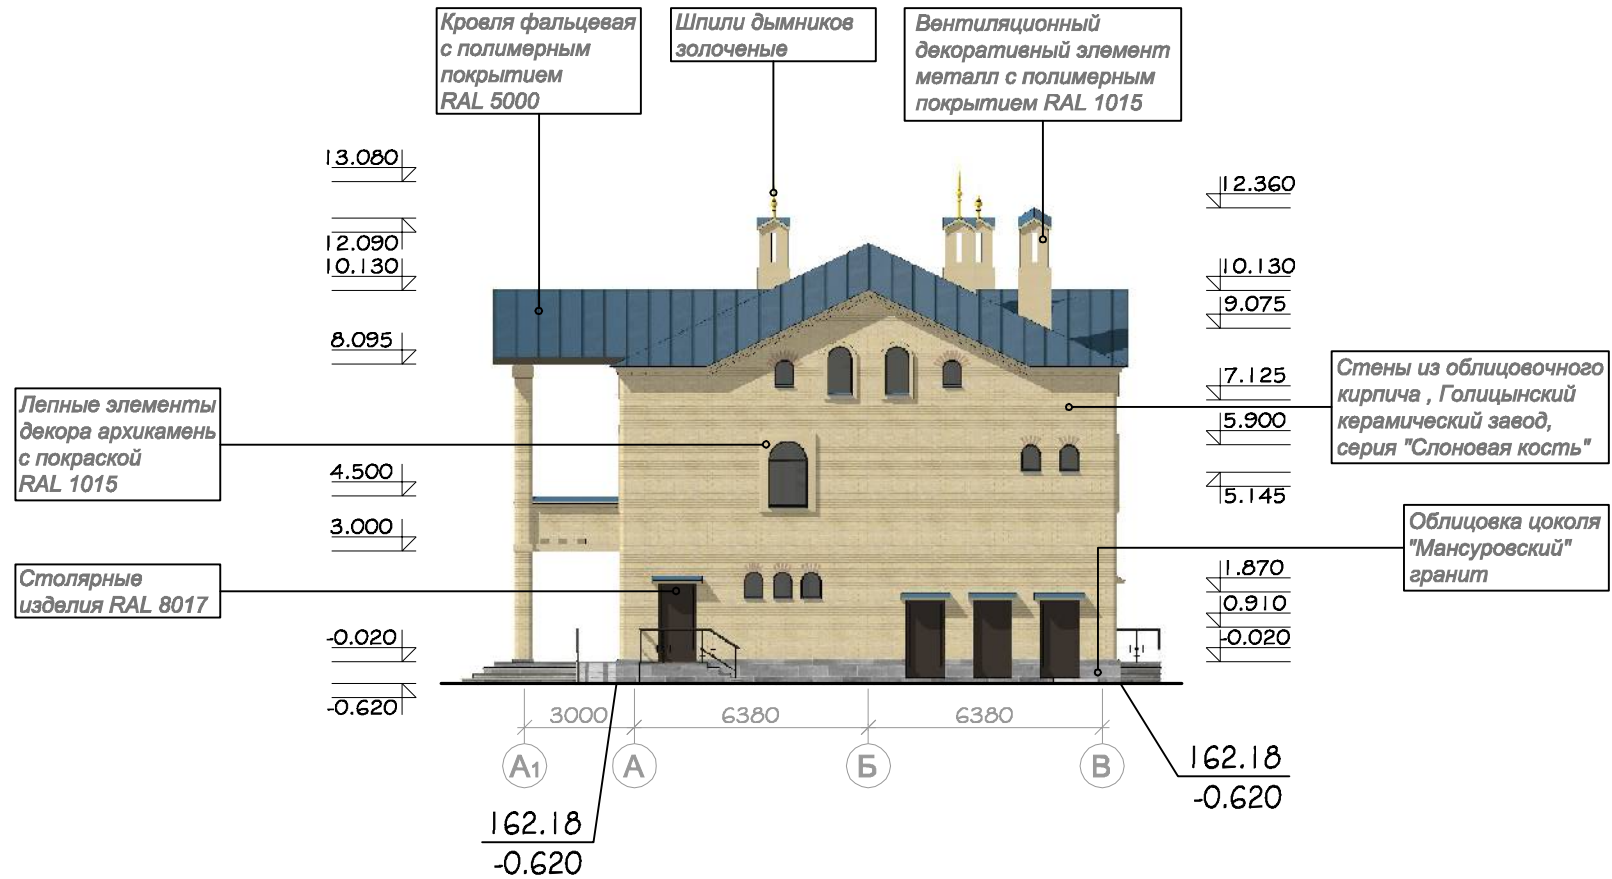 Кровля фальцевая
с полимерным
покрытием
RAL 5000
Шпили дымников
золоченые
Вентиляционный
декоративный элемент
металл с полимерным
покрытием RAL 1015
13.080
12.090
10.130
8.095
4.500
3.000
-0.020
-0.620
12.360
10.130
9.075
7.125
5.900
5.145
1.870
0.910
-0.020
Лепные элементы
декора архикамень
с покраской
RAL 1015
Столярные
изделия RAL 8017
Стены из облицовочного
кирпича , Голицынский
керамический завод,
серия "Слоновая кость"
Облицовка цоколя
"Мансуровский"
гранит
3000 6380 6380
А1 А Б В
162.18
-0.620
162.18
-0.620